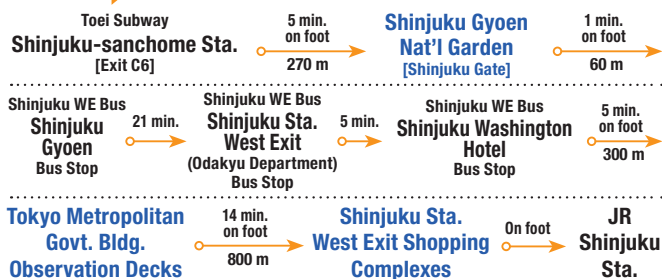 Toei Subway
Shinjuku-sanchome Sta.
[Exit C6]
5 min.
on foot
270 m
Shinjuku Gyoen
Nat'l Garden
[Shinjuku Gate]
1 min.
on foot
60 m
Shinjuku WE Bus
Shinjuku
Gyoen
Bus Stop
21 min.
Shinjuku WE Bus
Shinjuku Sta.
West Exit
(Odakyu Department)
Bus Stop
5 min.
Shinjuku WE Bus
Shinjuku Washington
Hotel
Bus Stop
5 min.
on foot
300 m
Tokyo Metropolitan
Govt. Bldg.
Observation Decks
14 min.
on foot
800 m
Shinjuku Sta.
West Exit Shopping
Complexes
On foot
JR
Shinjuku
Sta.